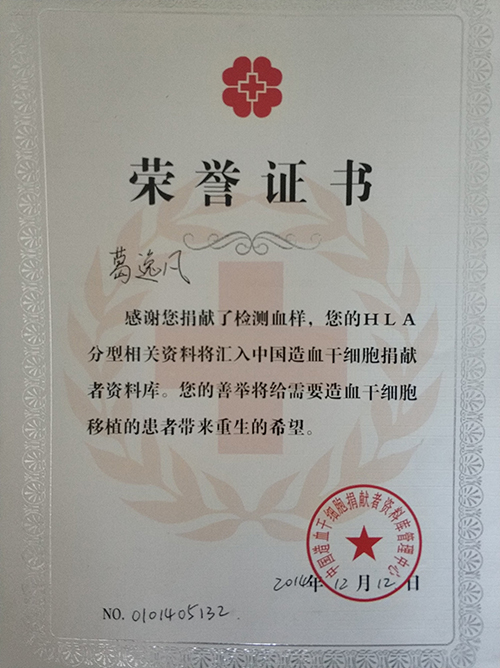 荣誉证书
葛逸凡
感谢您捐献了检测血样，您的HLA
分型相关资料将汇入中国造血干细胞捐献
者资料库。您的善举将给需要造血干细胞
移植的患者带来重生的希望。
中国造血干细胞捐献者资料库管理中心
2014年12月12日
NO. 0101405132